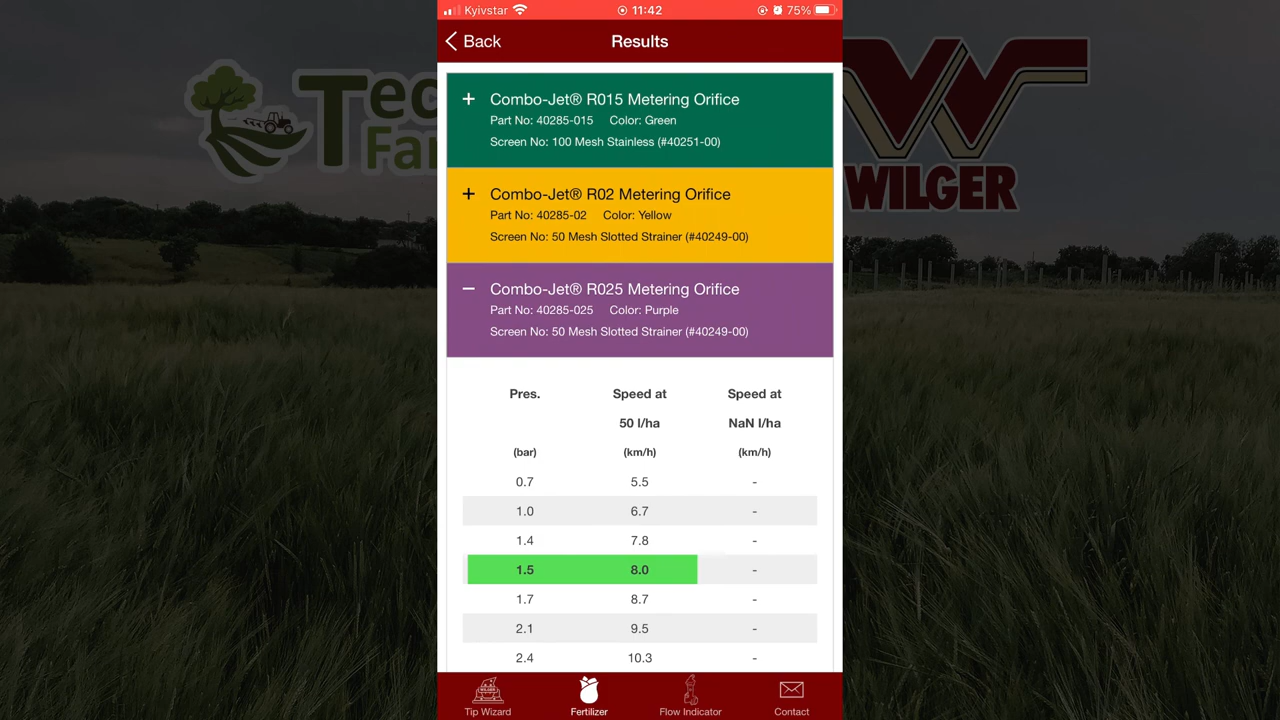 Kyivstar 11:42 75%
Back Results
Tec
Far
WILGER
+ Combo-Jet® R015 Metering Orifice
Part No: 40285-015 Color: Green
Screen No: 100 Mesh Stainless (#40251-00)
+ Combo-Jet® R02 Metering Orifice
Part No: 40285-02 Color: Yellow
Screen No: 50 Mesh Slotted Strainer (#40249-00)
− Combo-Jet® R025 Metering Orifice
Part No: 40285-025 Color: Purple
Screen No: 50 Mesh Slotted Strainer (#40249-00)
Pres. Speed at Speed at
50 l/ha NaN l/ha
(bar) (km/h) (km/h)
0.7 5.5 -
1.0 6.7 -
1.4 7.8 -
1.5 8.0 -
1.7 8.7 -
2.1 9.5 -
2.4 10.3 -
WILGER
Tip Wizard Fertilizer Flow Indicator Contact